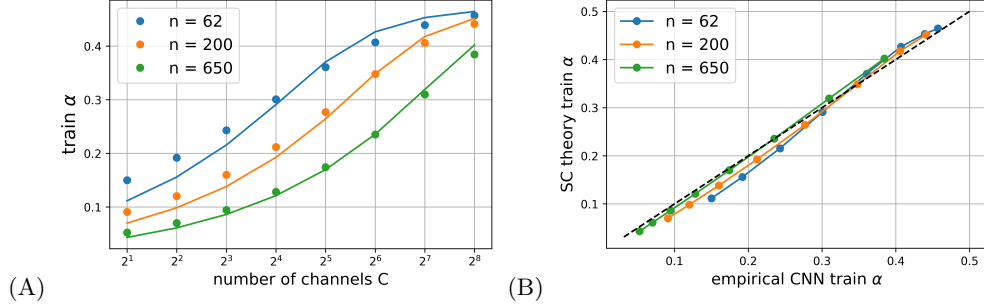 n = 62
n = 200
n = 650
0.4
0.3
0.2
0.1
train α
2^1 2^2 2^3 2^4 2^5 2^6 2^7 2^8
number of channels C
(A)
n = 62
n = 200
n = 650
0.5
0.4
0.3
0.2
0.1
SC theory train α
0.1 0.2 0.3 0.4 0.5
empirical CNN train α
(B)